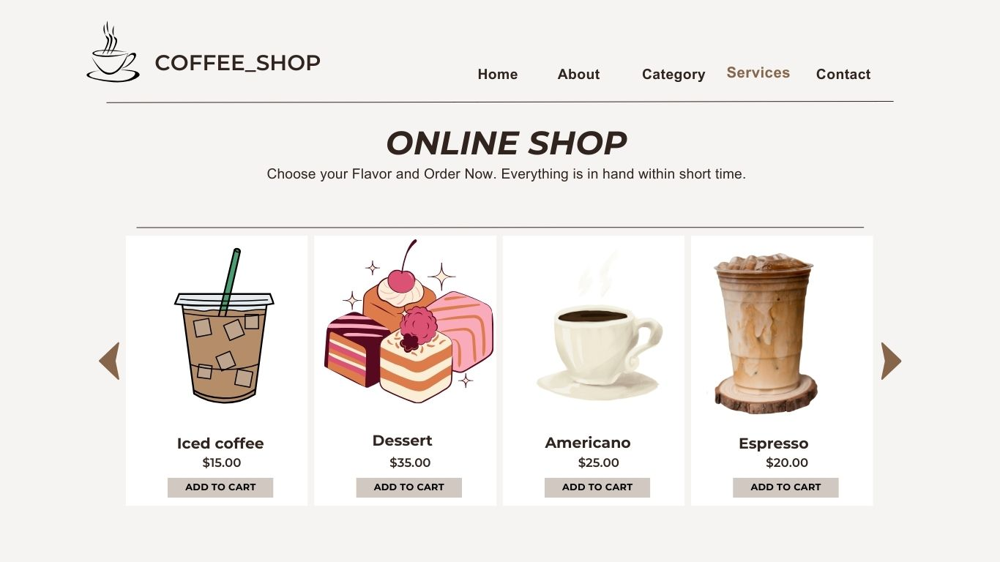 COFFEE_SHOP
Home About Category Services Contact
ONLINE SHOP
Choose your Flavor and Order Now. Everything is in hand within short time.
Iced coffee
$15.00
ADD TO CART
Dessert
$35.00
ADD TO CART
Americano
$25.00
ADD TO CART
Espresso
$20.00
ADD TO CART